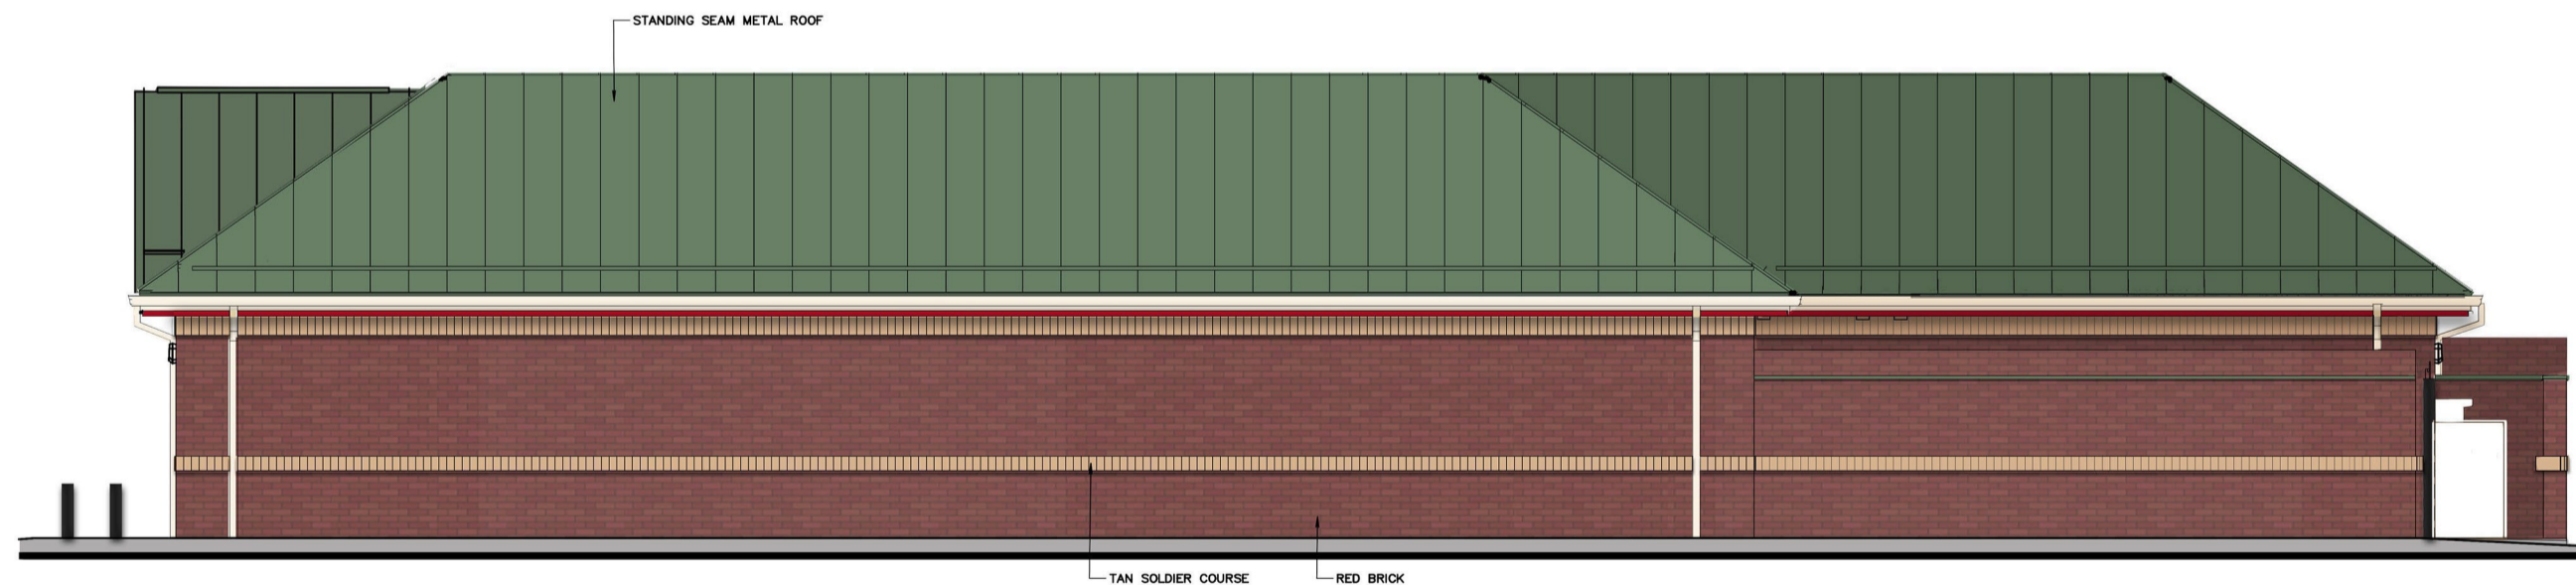 STANDING SEAM METAL ROOF
TAN SOLDIER COURSE
RED BRICK